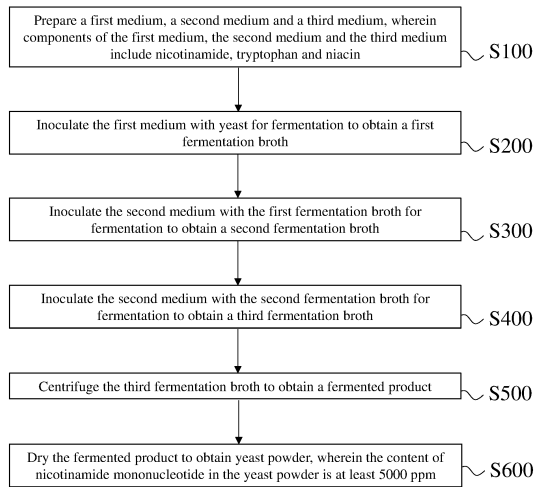 Prepare a first medium, a second medium and a third medium, wherein
components of the first medium, the second medium and the third medium
include nicotinamide, tryptophan and niacin
S100
Inoculate the first medium with yeast for fermentation to obtain a first
fermentation broth
S200
Inoculate the second medium with the first fermentation broth for
fermentation to obtain a second fermentation broth
S300
Inoculate the second medium with the second fermentation broth for
fermentation to obtain a third fermentation broth
S400
Centrifuge the third fermentation broth to obtain a fermented product
S500
Dry the fermented product to obtain yeast powder, wherein the content of
nicotinamide mononucleotide in the yeast powder is at least 5000 ppm
S600